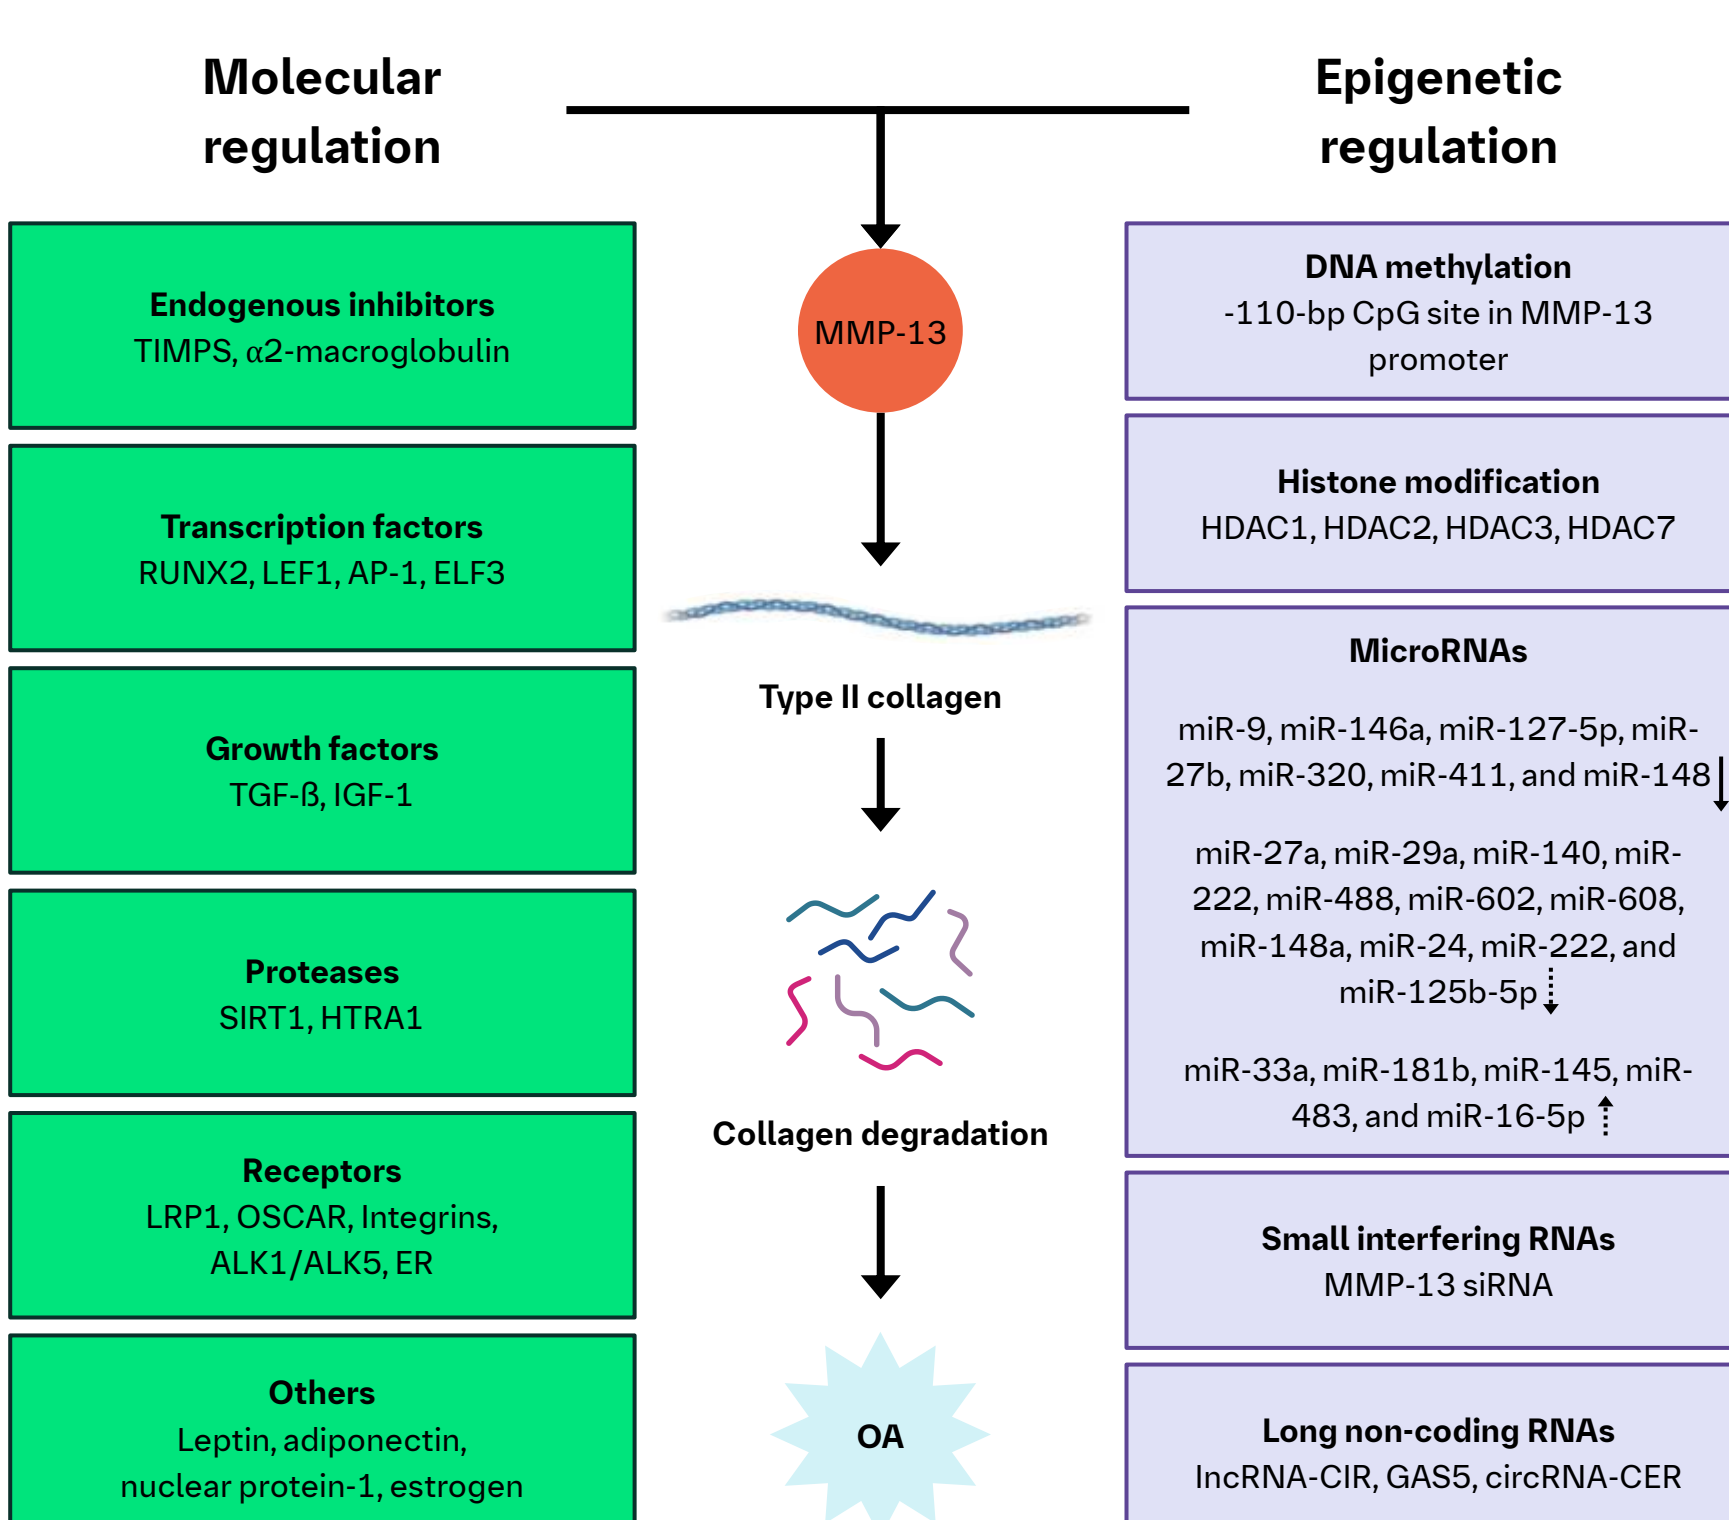 Molecular
regulation
Endogenous inhibitors
TIMPS, α2-macroglobulin
Transcription factors
RUNX2, LEF1, AP-1, ELF3
Growth factors
TGF-ß, IGF-1
Proteases
SIRT1, HTRA1
Receptors
LRP1, OSCAR, Integrins,
ALK1/ALK5, ER
Others
Leptin, adiponectin,
nuclear protein-1, estrogen
MMP-13
Type II collagen
Collagen degradation
OA
Epigenetic
regulation
DNA methylation
-110-bp CpG site in MMP-13
promoter
Histone modification
HDAC1, HDAC2, HDAC3, HDAC7
MicroRNAs
miR-9, miR-146a, miR-127-5p, miR-
27b, miR-320, miR-411, and miR-148
miR-27a, miR-29a, miR-140, miR-
222, miR-488, miR-602, miR-608,
miR-148a, miR-24, miR-222, and
miR-125b-5p
miR-33a, miR-181b, miR-145, miR-
483, and miR-16-5p
Small interfering RNAs
MMP-13 siRNA
Long non-coding RNAs
lncRNA-CIR, GAS5, circRNA-CER